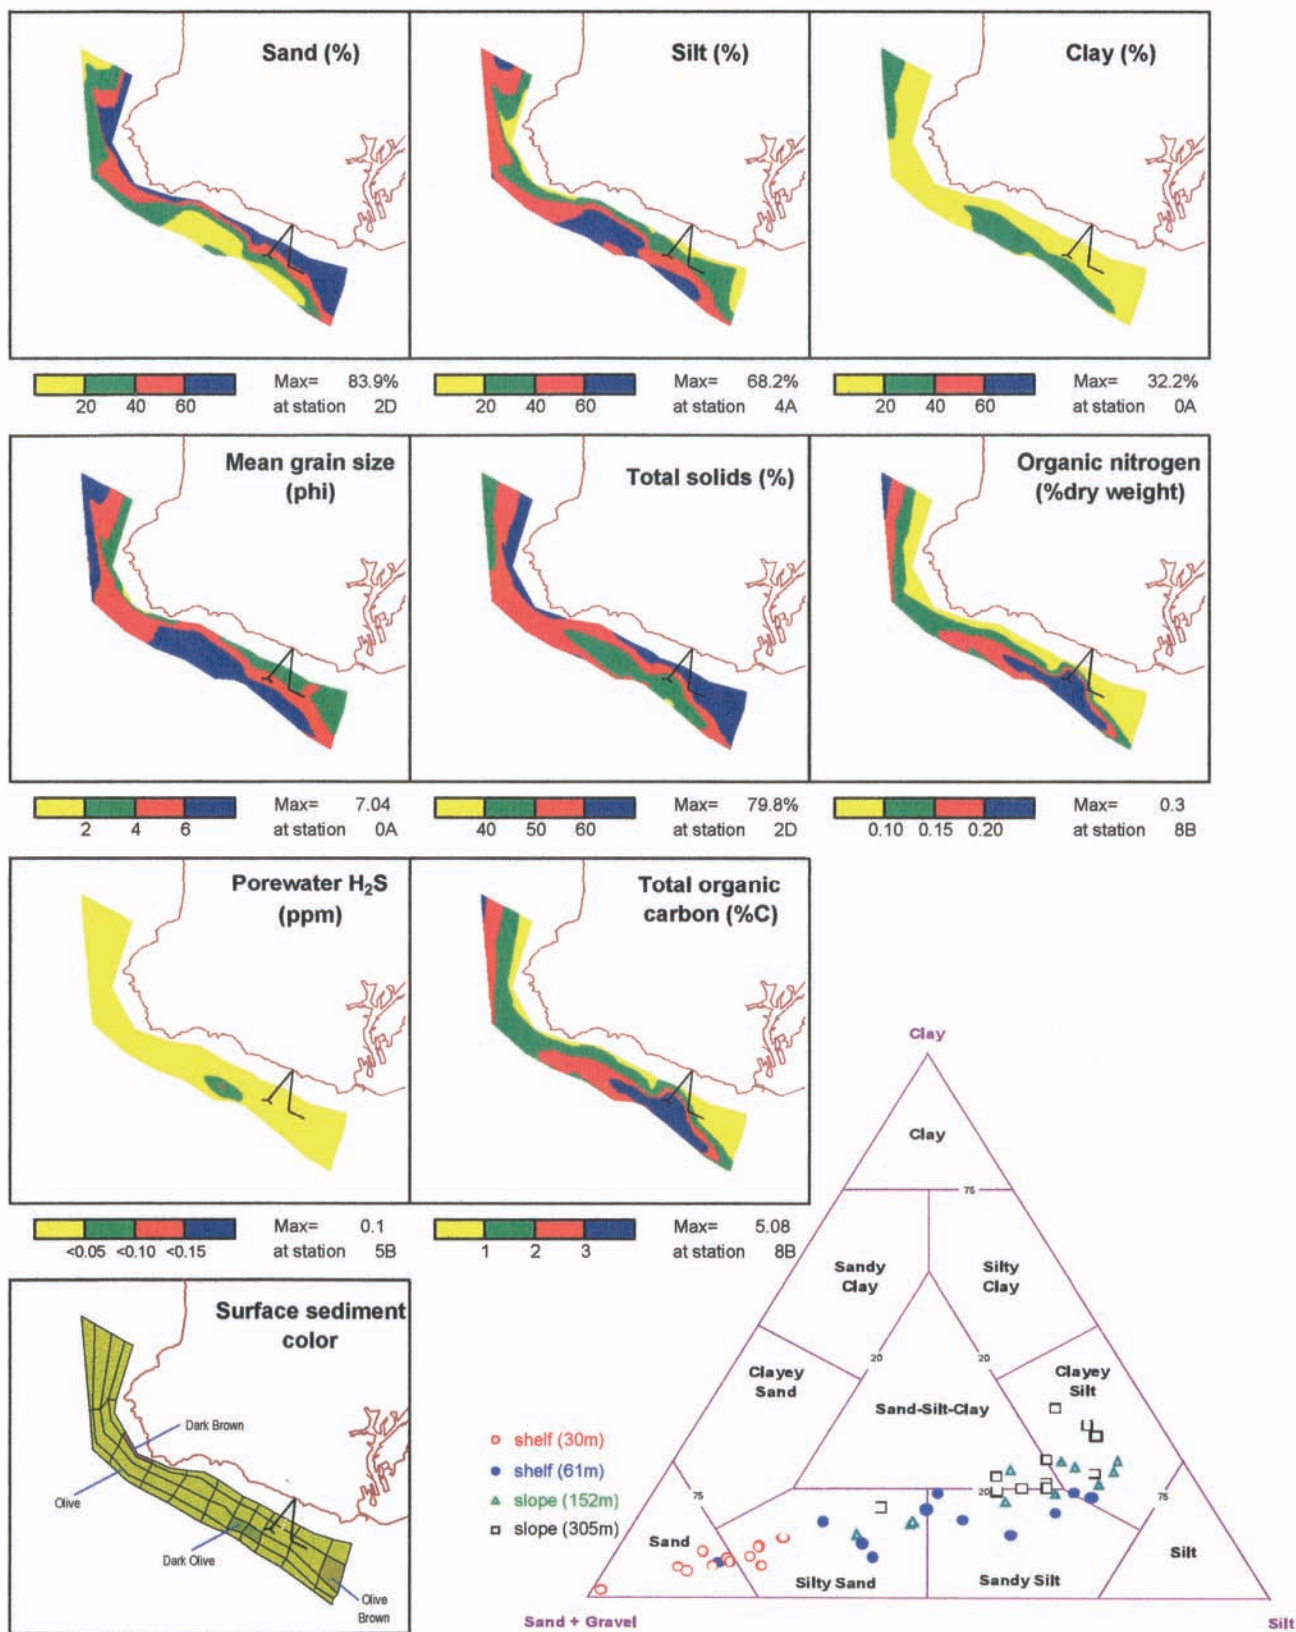 Sand (%)
Silt (%)
Clay (%)
20 40 60
Max= 83.9%
at station 2D
20 40 60
Max= 68.2%
at station 4A
20 40 60
Max= 32.2%
at station 0A
Mean grain size
(phi)
Total solids (%)
Organic nitrogen
(%dry weight)
2 4 6
Max= 7.04
at station 0A
40 50 60
Max= 79.8%
at station 2D
0.10 0.15 0.20
Max= 0.3
at station 8B
Porewater H₂S
(ppm)
Total organic
carbon (%C)
<0.05 <0.10 <0.15
Max= 0.1
at station 5B
1 2 3
Max= 5.08
at station 8B
Surface sediment
color
Dark Brown
Olive
Dark Olive
Olive
Brown
Clay
Clay
75
Sandy
Clay
Silty
Clay
20
20
Clayey
Sand
Clayey
Silt
Sand-Silt-Clay
shelf (30m)
shelf (61m)
slope (152m)
slope (305m)
75
20
75
Sand
Silty Sand
Sandy Silt
Silt
Sand + Gravel
Silt